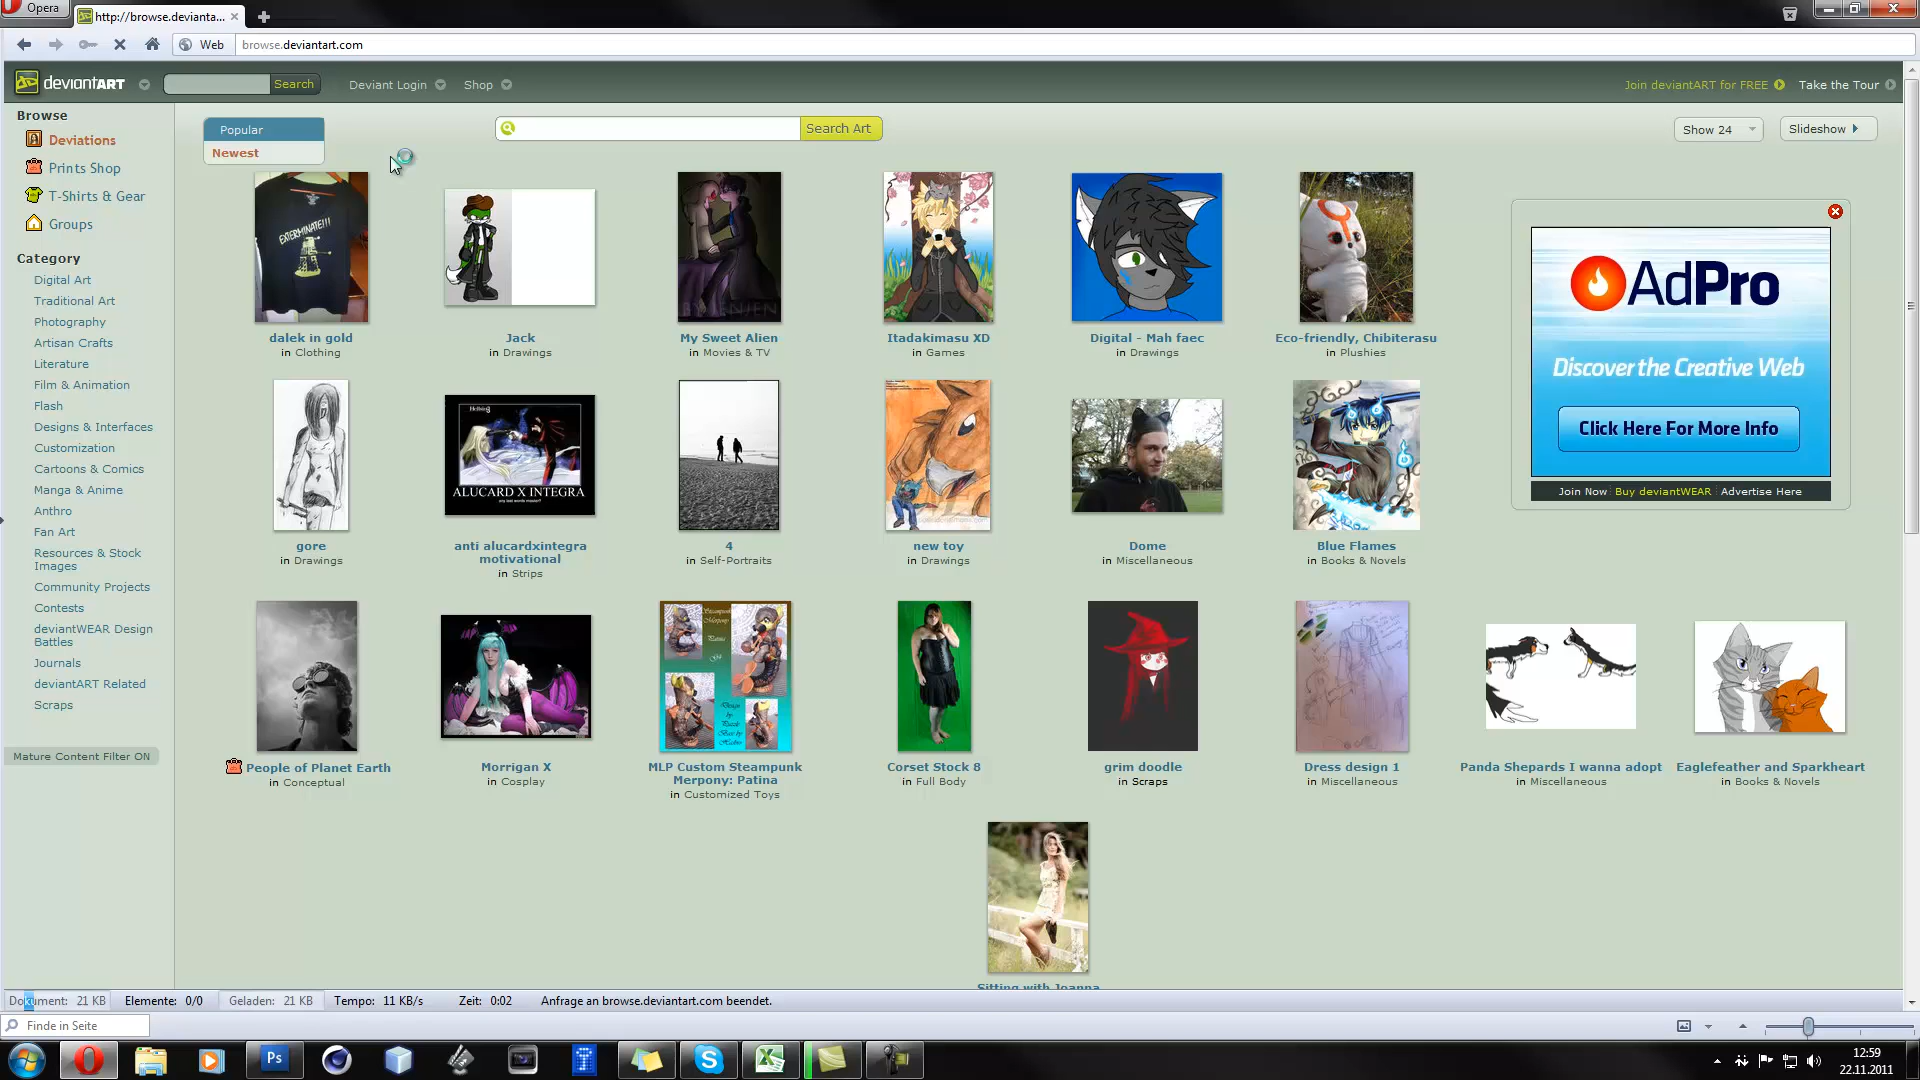 Opera
http://browse.devianta...
Web
browse.deviantart.com
deviantART
Search
Deviant Login
Shop
Join deviantART for FREE
Take the Tour
Browse
Deviations
Prints Shop
T-Shirts & Gear
Groups
Category
Digital Art
Traditional Art
Photography
Artisan Crafts
Literature
Film & Animation
Flash
Designs & Interfaces
Customization
Cartoons & Comics
Manga & Anime
Anthro
Fan Art
Resources & Stock
Images
Community Projects
Contests
deviantWEAR Design
Battles
Journals
deviantART Related
Scraps
Mature Content Filter ON
Popular
Newest
Search Art
Show 24
Slideshow
EXTERMINATE!!!
dalek in gold
in Clothing
Jack
in Drawings
My Sweet Alien
in Movies & TV
Itadakimasu XD
in Games
Digital - Mah faec
in Drawings
Eco-friendly, Chibiterasu
in Plushies
AdPro
Discover the Creative Web
Click Here For More Info
Join Now
Buy deviantWEAR
Advertise Here
gore
in Drawings
ALUCARD X INTEGRA
anti alucardxintegra
motivational
in Strips
4
in Self-Portraits
new toy
in Drawings
Dome
in Miscellaneous
Blue Flames
in Books & Novels
People of Planet Earth
in Conceptual
Morrigan X
in Cosplay
MLP Custom Steampunk
Merpony: Patina
in Customized Toys
Corset Stock 8
in Full Body
grim doodle
in Scraps
Dress design 1
in Miscellaneous
Panda Shepards I wanna adopt
in Miscellaneous
Eaglefeather and Sparkheart
in Books & Novels
Sitting with Joanna
Dokument: 21 KB
Elemente: 0/0
Geladen: 21 KB
Tempo: 11 KB/s
Zeit: 0:02
Anfrage an browse.deviantart.com beendet.
Finde in Seite
Ps
12:59
22.11.2011